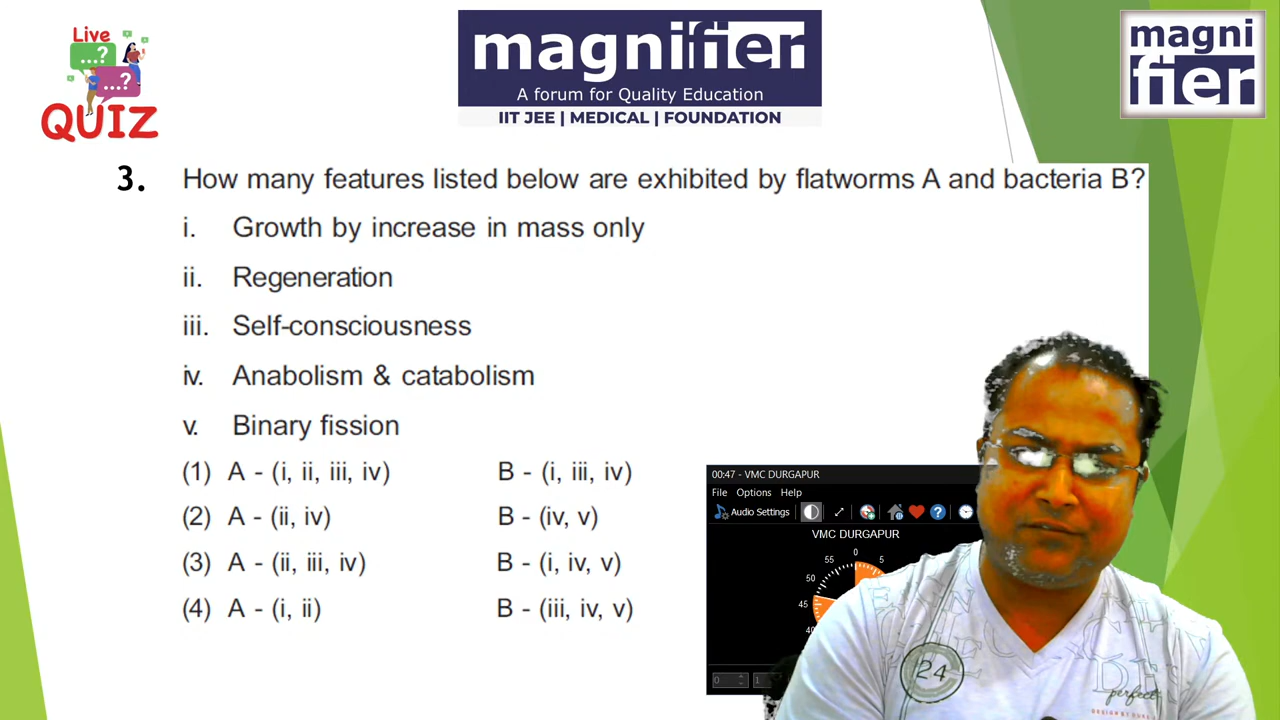 Live
...?
...?
QUIZ
magnifier
A forum for Quality Education
IIT JEE | MEDICAL | FOUNDATION
magni
fier
3. How many features listed below are exhibited by flatworms A and bacteria B?
i. Growth by increase in mass only
ii. Regeneration
iii. Self-consciousness
iv. Anabolism & catabolism
v. Binary fission
(1) A - (i, ii, iii, iv) B - (i, iii, iv)
(2) A - (ii, iv) B - (iv, v)
(3) A - (ii, iii, iv) B - (i, iv, v)
(4) A - (i, ii) B - (iii, iv, v)
00:47 - VMC DURGAPUR
File Options Help
Audio Settings
VMC DURGAPUR
0
55 5
50
45
0 1
24
perfect